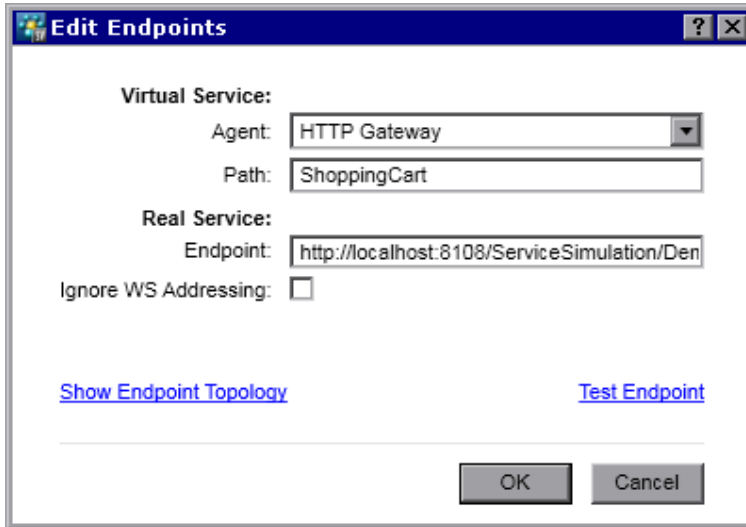 Edit Endpoints
Virtual Service:
Agent: HTTP Gateway
Path: ShoppingCart
Real Service:
Endpoint: http://localhost:8108/ServiceSimulation/Den
Ignore WS Addressing:
Show Endpoint Topology Test Endpoint
OK Cancel